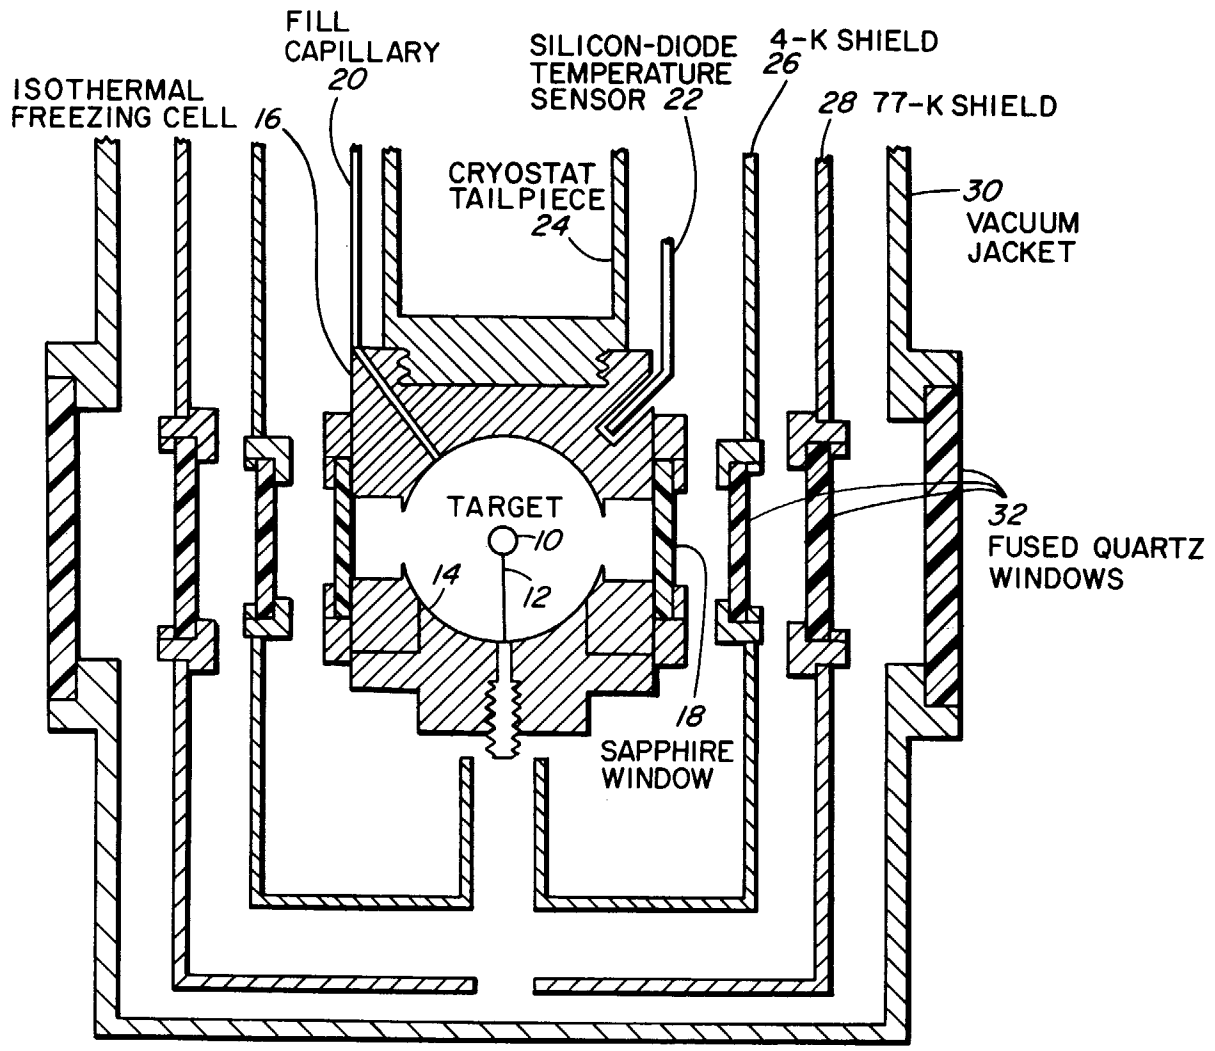 FILL
CAPILLARY
20
SILICON-DIODE
TEMPERATURE
SENSOR 22
4-K SHIELD
26
28 77-K SHIELD
ISOTHERMAL
FREEZING CELL 16
CRYOSTAT
TAILPIECE
24
30
VACUUM
JACKET
TARGET
10
14
12
32
FUSED QUARTZ
WINDOWS
18
SAPPHIRE
WINDOW